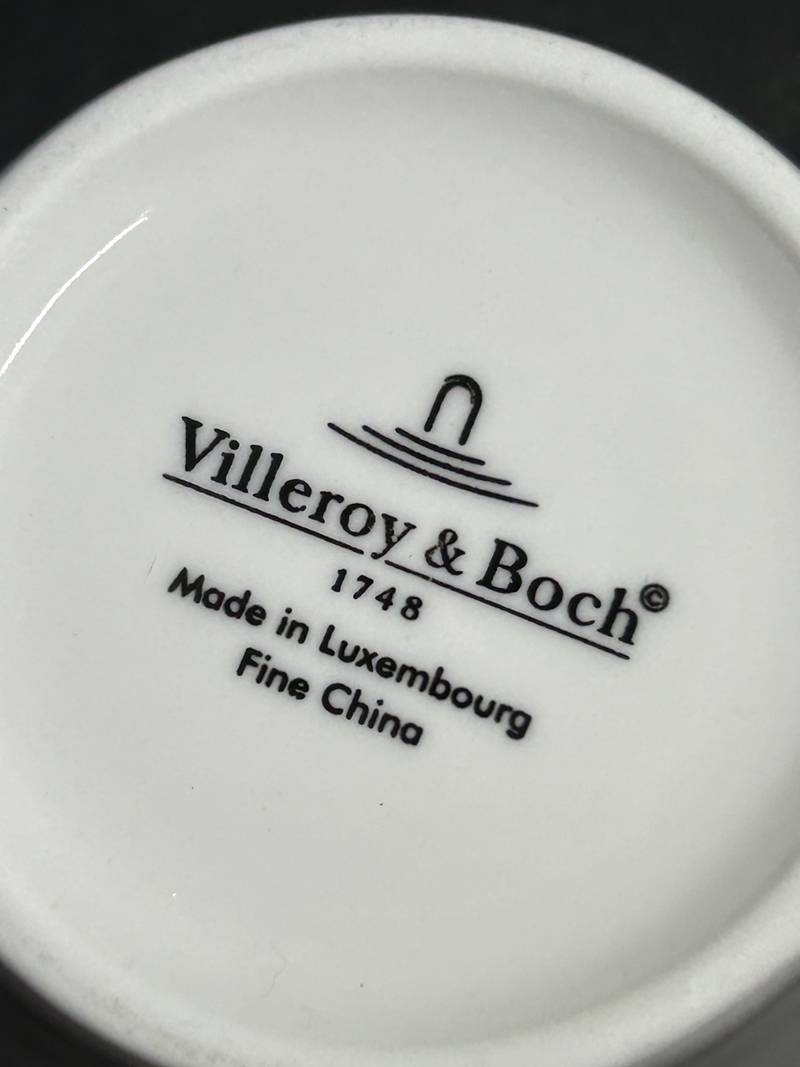 Villeroy & Boch©
1748
Made in Luxembourg
Fine China